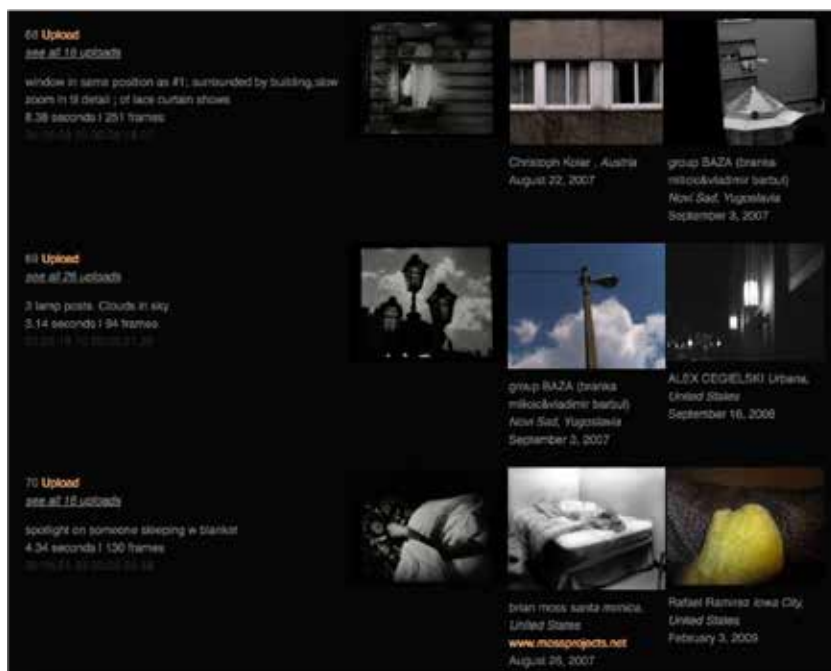 68 Upload
see all 18 uploads
window in same position as #1; surrounded by building,slow
zoom in til detail ; of lace curtain shows
8.38 seconds I 251 frames
Christoph Kolar , Austria
August 22, 2007
group BAZA (branka
milicic&vladimir barbul)
Novi Sad, Yugoslavia
September 3, 2007
69 Upload
see all 26 uploads
3 lamp posts. Clouds in sky
3.14 seconds I 94 frames
group BAZA (branka
milicic&vladimir barbul)
Novi Sad, Yugoslavia
September 3, 2007
ALEX CEGIELSKI Urbana,
United States
September 16, 2008
70 Upload
see all 18 uploads
spotlight on someone sleeping w blanket
4.34 seconds I 130 frames
brian moss santa monica,
United States
www.mossprojects.net
August 26, 2007
Rafael Ramirez Iowa City,
United States
February 3, 2009